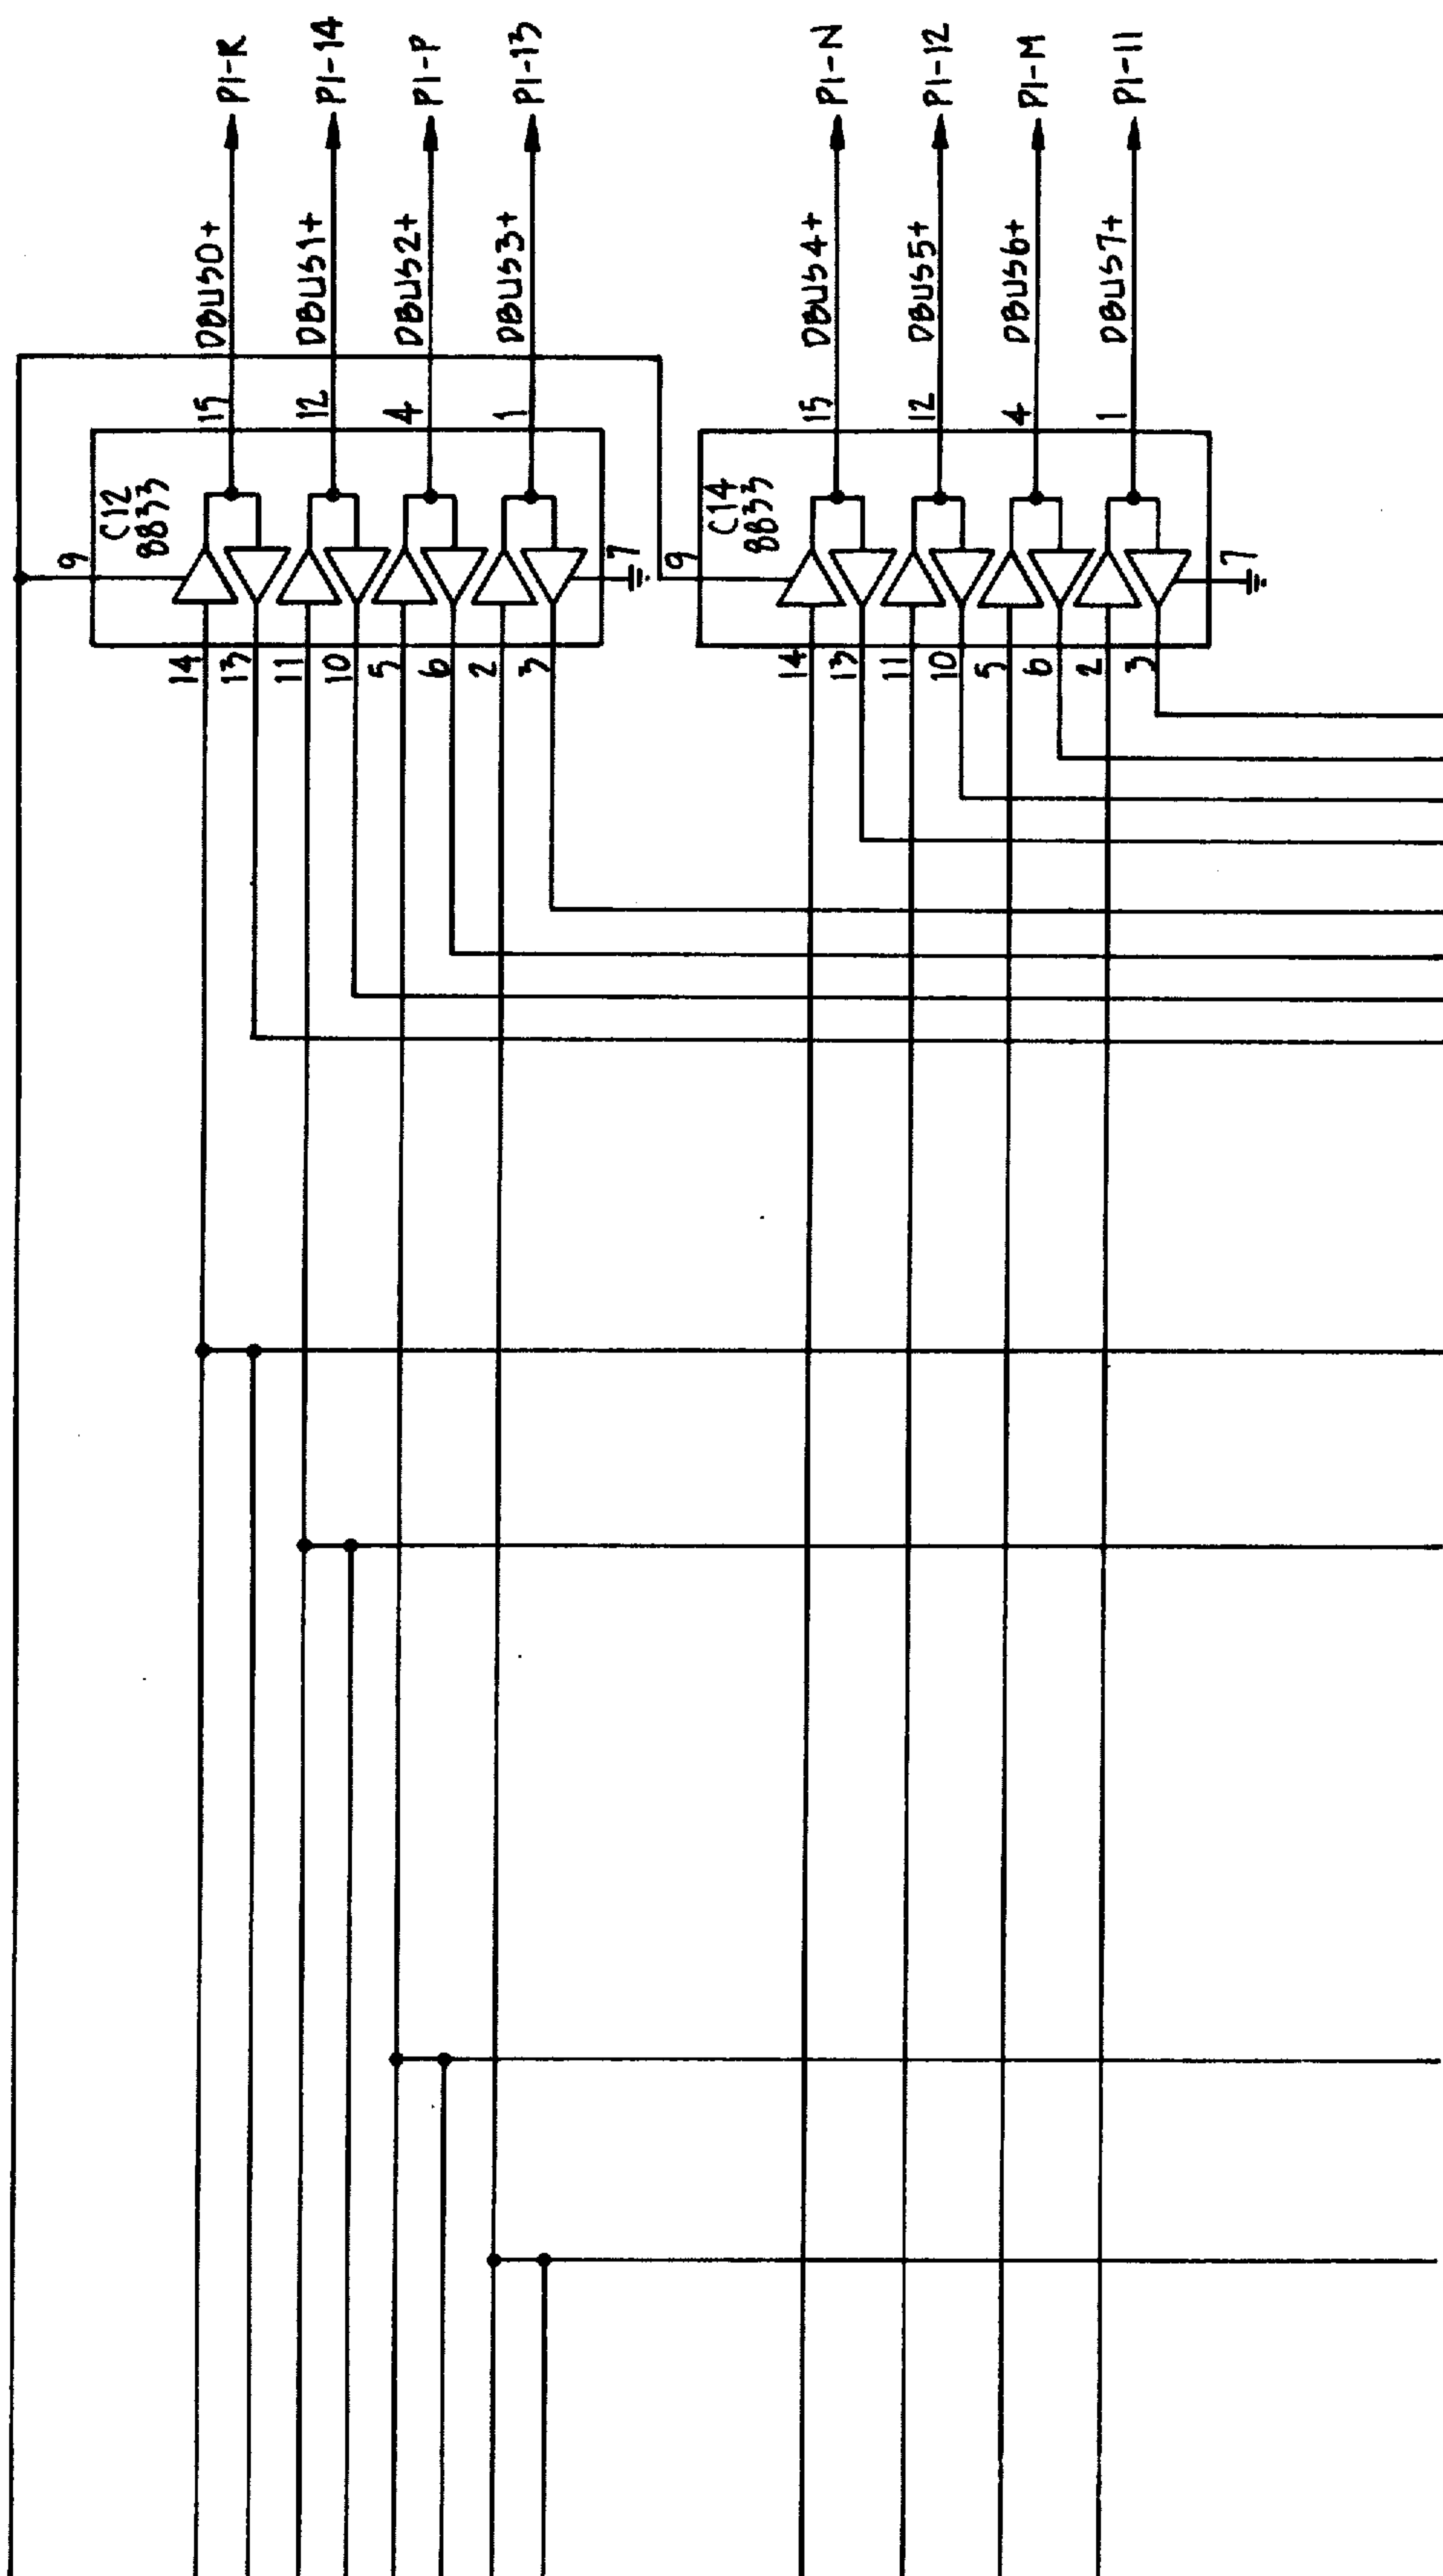 P1-R
P1-14
P1-P
P1-13
P1-N
P1-12
P1-M
P1-11
DBUS0+
DBUS1+
DBUS2+
DBUS3+
DBUS4+
DBUS5+
DBUS6+
DBUS7+
15
12
4
1
15
12
4
1
C12
8833
9
7
C14
8833
9
7
14
13
11
10
5
6
2
3
14
13
11
10
5
6
2
3